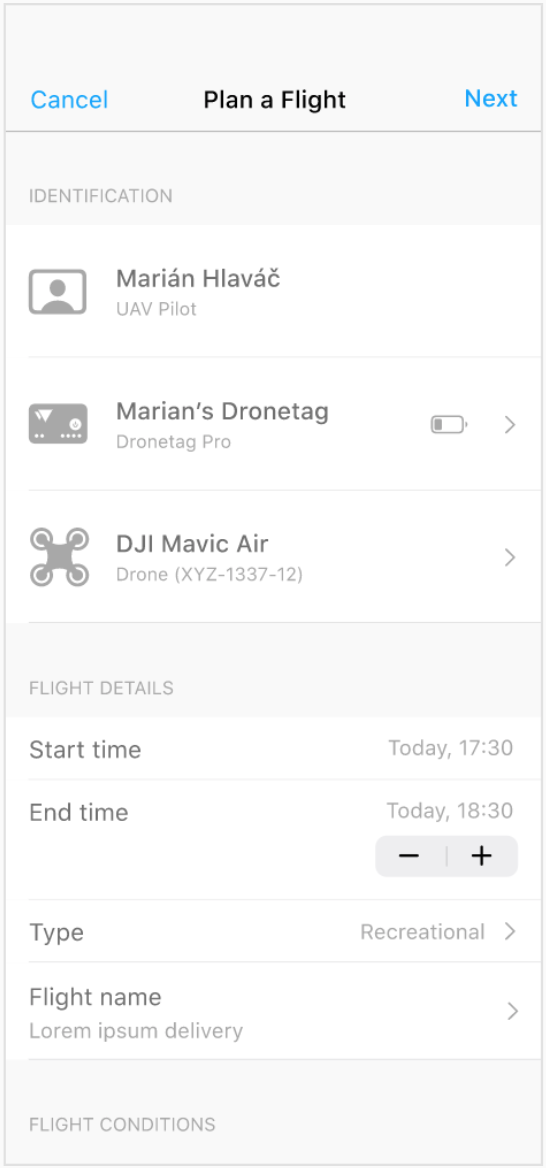 Cancel Plan a Flight Next
IDENTIFICATION
Marián Hlaváč
UAV Pilot
Marian’s Dronetag
Dronetag Pro
DJI Mavic Air
Drone (XYZ-1337-12)
FLIGHT DETAILS
Start time Today, 17:30
End time Today, 18:30
− +
Type Recreational
Flight name
Lorem ipsum delivery
FLIGHT CONDITIONS